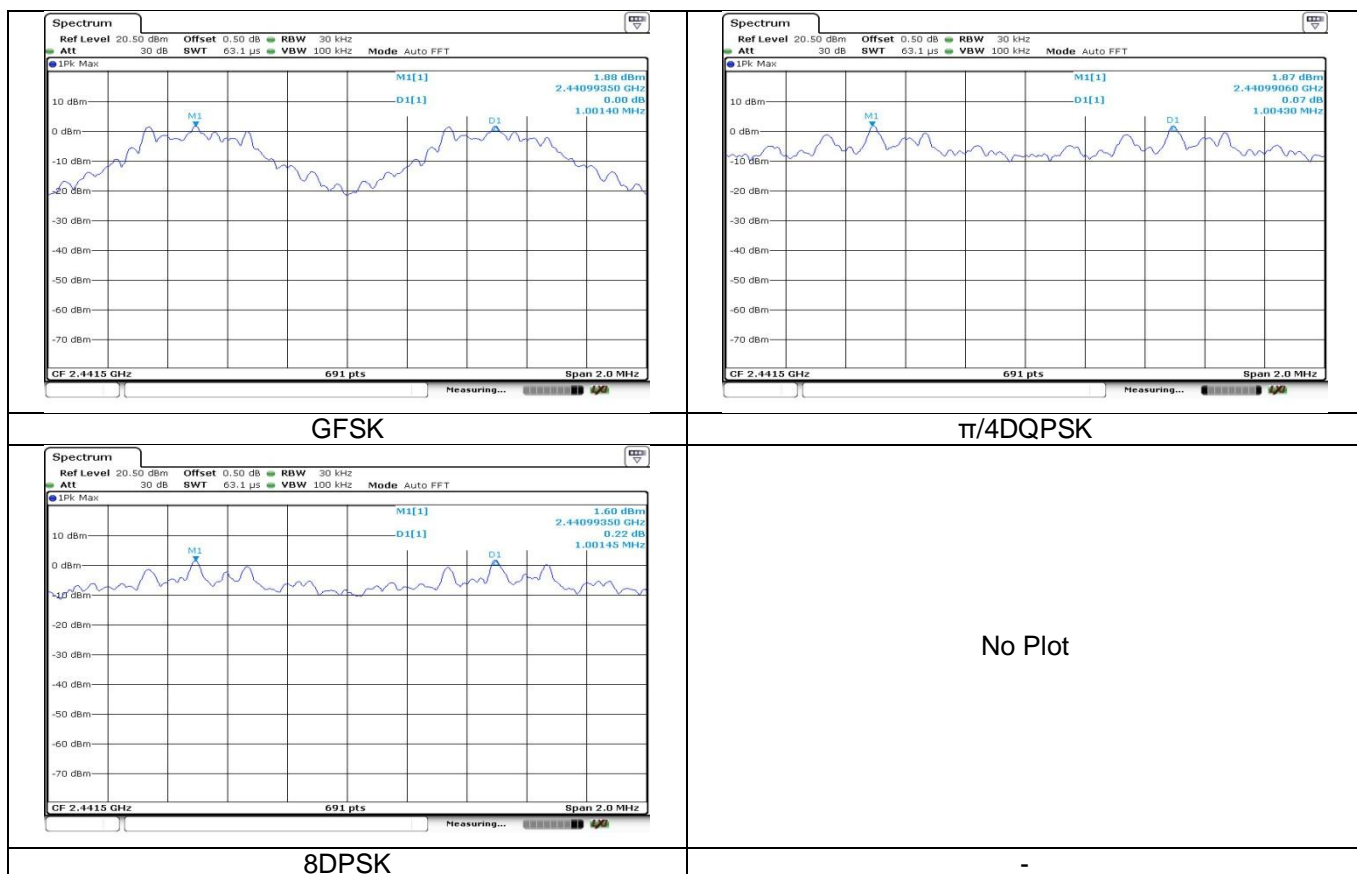 Spectrum
Ref Level 20.50 dBm Offset 0.50 dB RBW 30 kHz
Att 30 dB SWT 63.1 µs VBW 100 kHz Mode Auto FFT
1Pk Max
M1[1] 1.88 dBm
2.44099350 GHz
D1[1] 0.00 dB
1.00140 MHz
10 dBm
M1
D1
0 dBm
-10 dBm
-20 dBm
-30 dBm
-40 dBm
-50 dBm
-60 dBm
-70 dBm
CF 2.4415 GHz 691 pts Span 2.0 MHz
Measuring...
GFSK
Spectrum
Ref Level 20.50 dBm Offset 0.50 dB RBW 30 kHz
Att 30 dB SWT 63.1 µs VBW 100 kHz Mode Auto FFT
1Pk Max
M1[1] 1.87 dBm
2.44099060 GHz
D1[1] 0.07 dB
1.00430 MHz
10 dBm
M1
D1
0 dBm
-10 dBm
-20 dBm
-30 dBm
-40 dBm
-50 dBm
-60 dBm
-70 dBm
CF 2.4415 GHz 691 pts Span 2.0 MHz
Measuring...
π/4DQPSK
Spectrum
Ref Level 20.50 dBm Offset 0.50 dB RBW 30 kHz
Att 30 dB SWT 63.1 µs VBW 100 kHz Mode Auto FFT
1Pk Max
M1[1] 1.60 dBm
2.44099350 GHz
D1[1] 0.22 dB
1.00145 MHz
10 dBm
M1
D1
0 dBm
-10 dBm
-20 dBm
-30 dBm
-40 dBm
-50 dBm
-60 dBm
-70 dBm
CF 2.4415 GHz 691 pts Span 2.0 MHz
Measuring...
8DPSK
No Plot
-